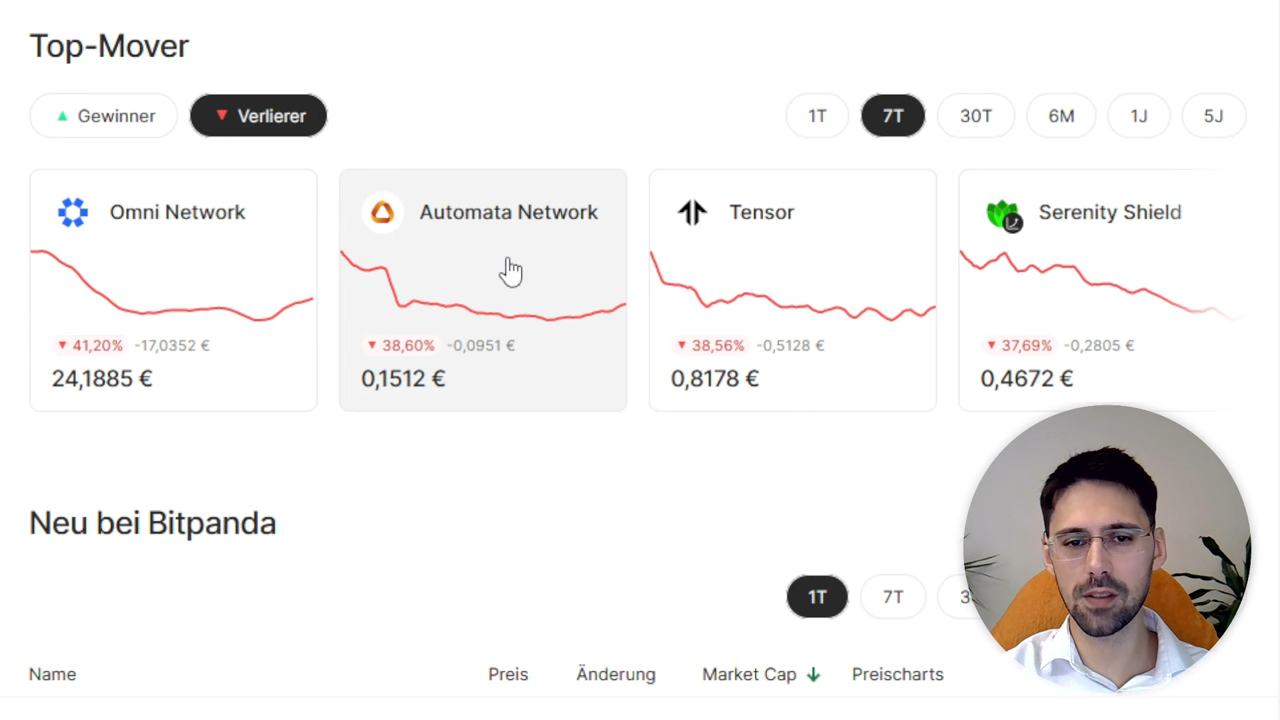 Top-Mover
▲ Gewinner ▼ Verlierer 1T 7T 30T 6M 1J 5J
Omni Network Automata Network Tensor Serenity Shield
▼ 41,20% -17,0352 € ▼ 38,60% -0,0951 € ▼ 38,56% -0,5128 € ▼ 37,69% -0,2805 €
24,1885 € 0,1512 € 0,8178 € 0,4672 €
Neu bei Bitpanda
1T 7T 3
Name Preis Änderung Market Cap ↓ Preischarts